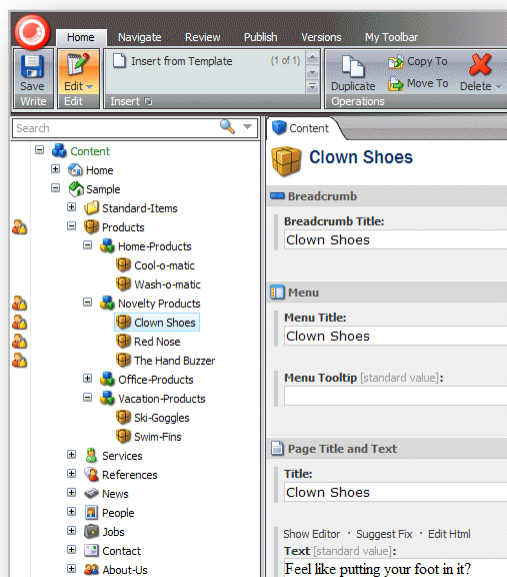 Home Navigate Review Publish Versions My Toolbar
Insert from Template (1 of 1)
Copy To
Move To
Save Edit Duplicate Delete
Write Edit Insert Operations
Search
Content
Home
Sample
Standard-Items
Products
Home-Products
Cool-o-matic
Wash-o-matic
Novelty Products
Clown Shoes
Red Nose
The Hand Buzzer
Office-Products
Vacation-Products
Ski-Goggles
Swim-Fins
Services
References
News
People
Jobs
Contact
About-Us
Content
Clown Shoes
Breadcrumb
Breadcrumb Title:
Clown Shoes
Menu
Menu Title:
Clown Shoes
Menu Tooltip [standard value]:
Page Title and Text
Title:
Clown Shoes
Show Editor · Suggest Fix · Edit Html
Text [standard value]:
Feel like putting your foot in it?